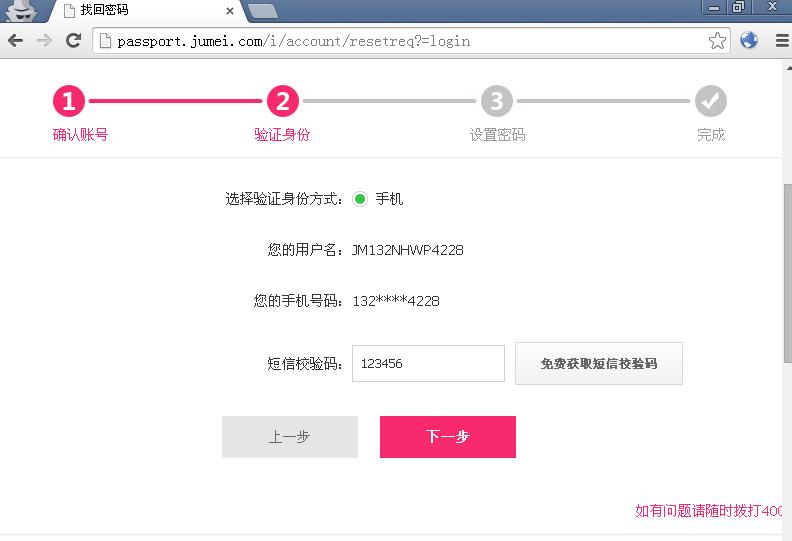 找回密码
passport.jumei.com/i/account/resetreq?=login
1
2
3
确认账号
验证身份
设置密码
完成
选择验证身份方式： 手机
您的用户名： JM132NHWP4228
您的手机号码： 132****4228
短信校验码： 123456 免费获取短信校验码
上一步 下一步
如有问题请随时拨打400